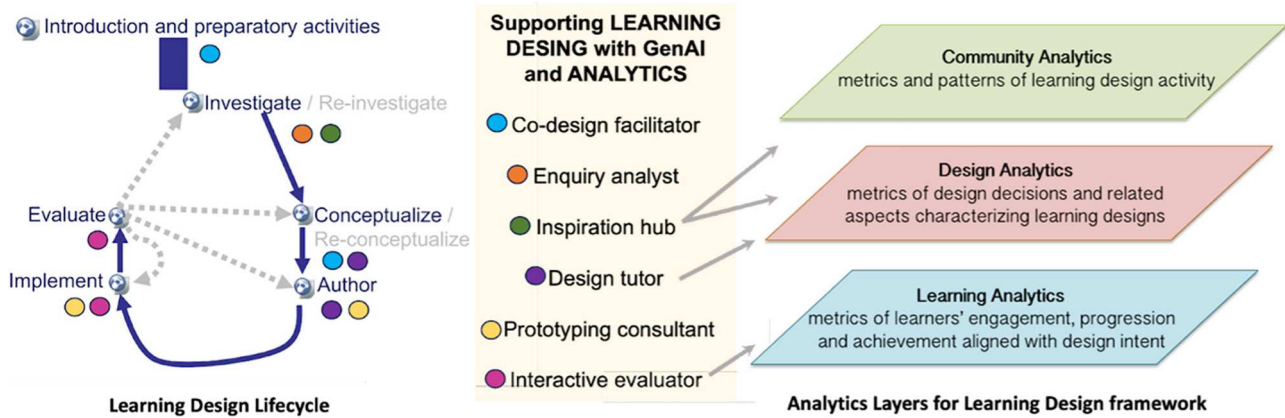 Introduction and preparatory activities
Investigate / Re-investigate
Evaluate
Conceptualize /
Re-conceptualize
Implement
Author
Learning Design Lifecycle
Supporting LEARNING
DESING with GenAI
and ANALYTICS
Co-design facilitator
Enquiry analyst
Inspiration hub
Design tutor
Prototyping consultant
Interactive evaluator
Community Analytics
metrics and patterns of learning design activity
Design Analytics
metrics of design decisions and related
aspects characterizing learning designs
Learning Analytics
metrics of learners' engagement, progression
and achievement aligned with design intent
Analytics Layers for Learning Design framework